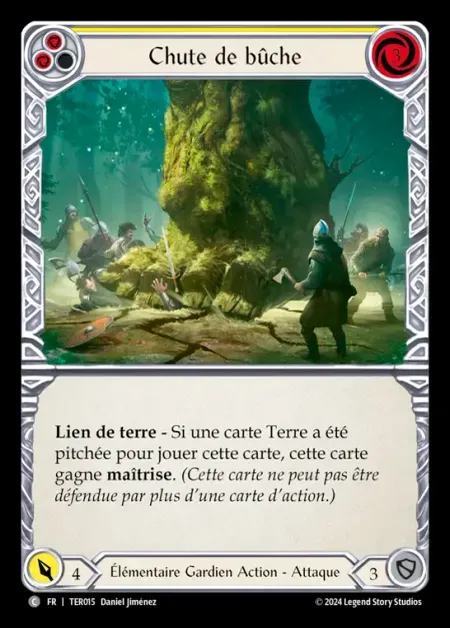 Chute de bûche
3
Lien de terre - Si une carte Terre a été
pitchée pour jouer cette carte, cette carte
gagne maîtrise. (Cette carte ne peut pas être
défendue par plus d'une carte d'action.)
4
Élémentaire Gardien Action - Attaque
3
C FR | TER015 Daniel Jiménez
© 2024 Legend Story Studios